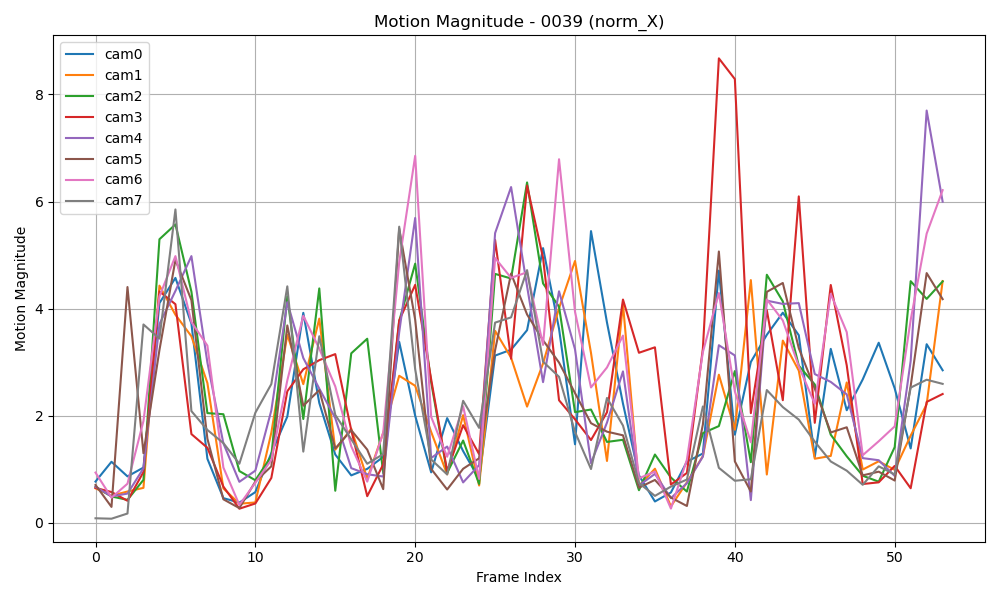 Motion Magnitude - 0039 (norm_X)
cam0
cam1
cam2
cam3
cam4
cam5
cam6
cam7
Motion Magnitude
8
6
4
2
0
0 10 20 30 40 50
Frame Index